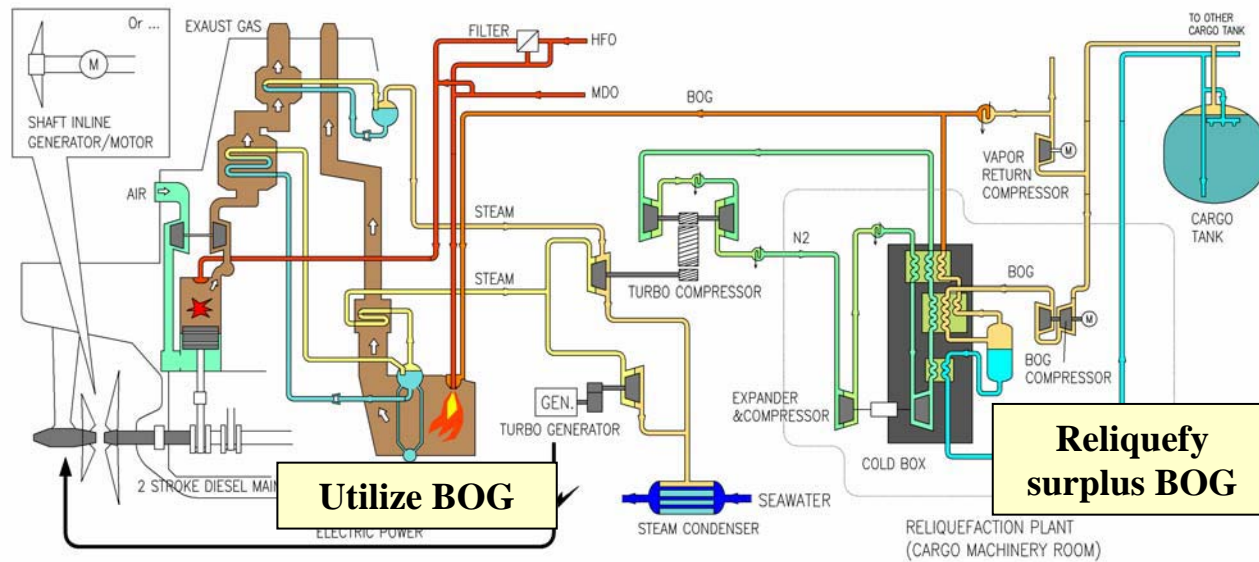 Or ...
EXAUST GAS
FILTER
HFO
MDO
TO OTHER
CARGO TANK
BOG
SHAFT INLINE
GENERATOR/MOTOR
M
M
VAPOR
RETURN
COMPRESSOR
CARGO
TANK
AIR
STEAM
N2
STEAM
TURBO COMPRESSOR
BOG
M
BOG
COMPRESSOR
GEN.
TURBO GENERATOR
EXPANDER
&COMPRESSOR
COLD BOX
2 STROKE DIESEL MAIN
Utilize BOG
ELECTRIC POWER
SEAWATER
STEAM CONDENSER
Reliquefy
surplus BOG
RELIQUEFACTION PLANT
(CARGO MACHINERY ROOM)